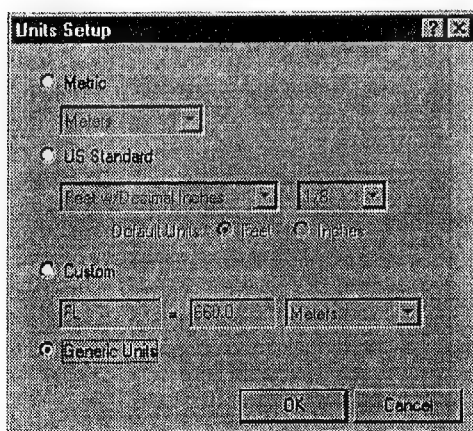 Units Setup
Metric
Meters
US Standard
Feet w/Decimal Inches 1/8
Default Units: Feet Inches
Custom
FL = 660.0 Meters
Generic Units
OK Cancel